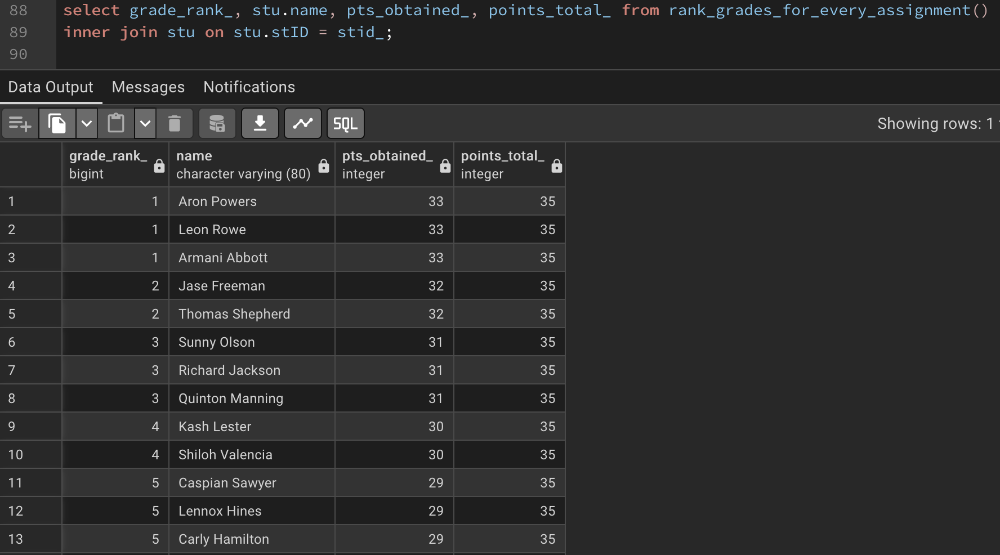 88 select grade_rank_, stu.name, pts_obtained_, points_total_ from rank_grades_for_every_assignment()
89 inner join stu on stu.stID = stid_;
90
Data Output Messages Notifications
SQL Showing rows: 1
grade_rank_ name pts_obtained_ points_total_
bigint character varying (80) integer integer
1 1 Aron Powers 33 35
2 1 Leon Rowe 33 35
3 1 Armani Abbott 33 35
4 2 Jase Freeman 32 35
5 2 Thomas Shepherd 32 35
6 3 Sunny Olson 31 35
7 3 Richard Jackson 31 35
8 3 Quinton Manning 31 35
9 4 Kash Lester 30 35
10 4 Shiloh Valencia 30 35
11 5 Caspian Sawyer 29 35
12 5 Lennox Hines 29 35
13 5 Carly Hamilton 29 35